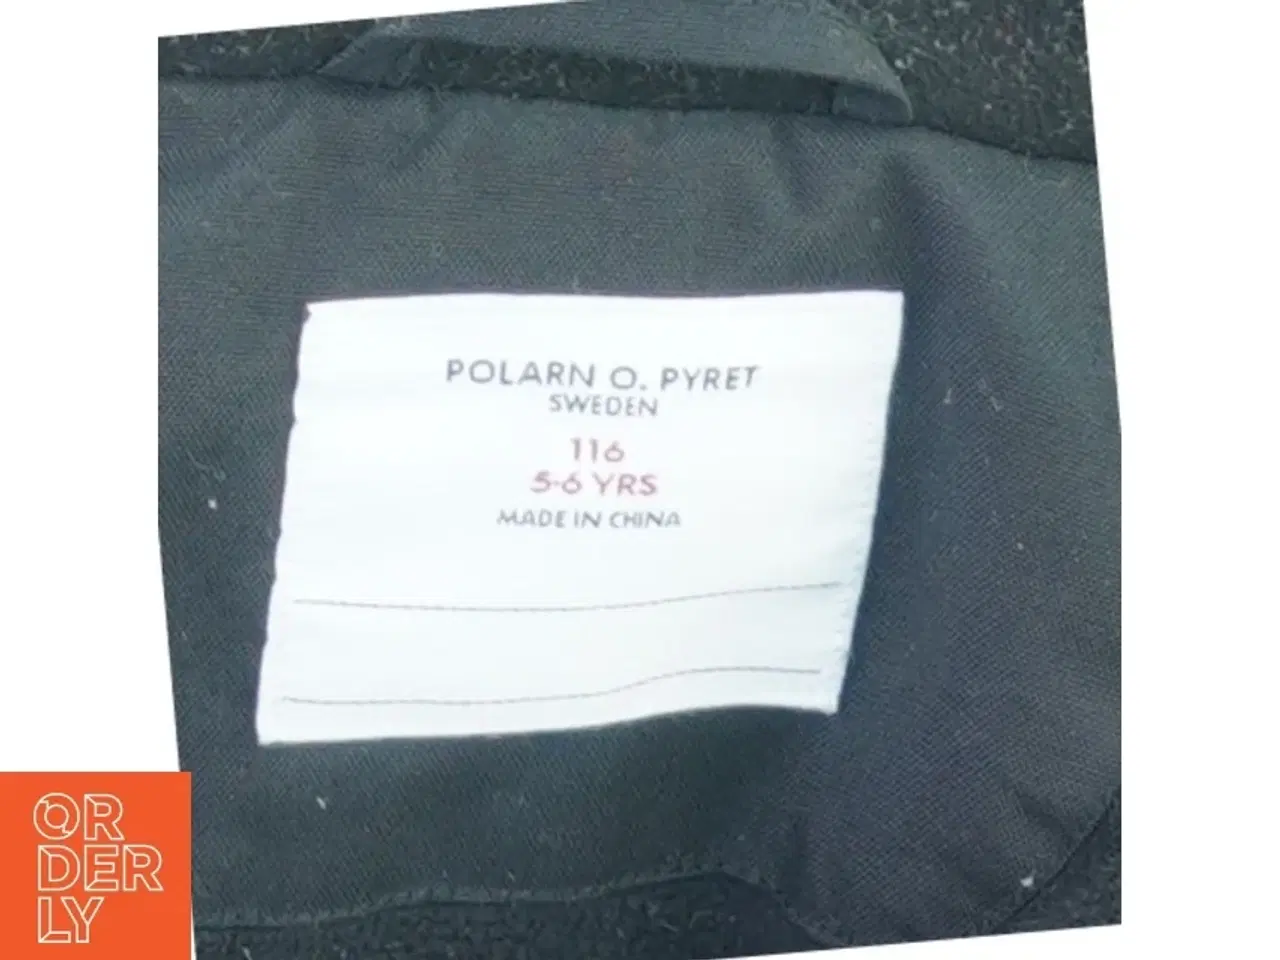 POLARN O. PYRET
SWEDEN
116
5-6 YRS
MADE IN CHINA
OR
DER
LY